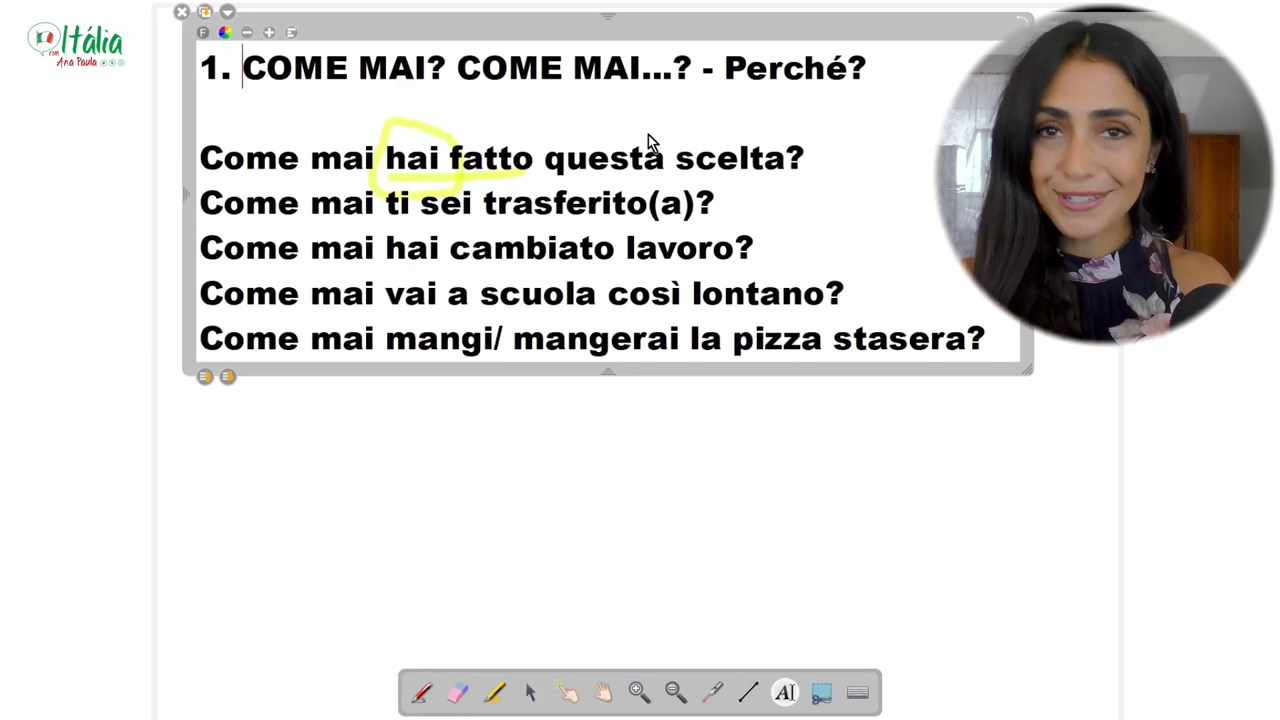 Itália
com
Ana Paula
1. COME MAI? COME MAI...? - Perché?
Come mai hai fatto questa scelta?
Come mai ti sei trasferito(a)?
Come mai hai cambiato lavoro?
Come mai vai a scuola così lontano?
Come mai mangi/ mangerai la pizza stasera?